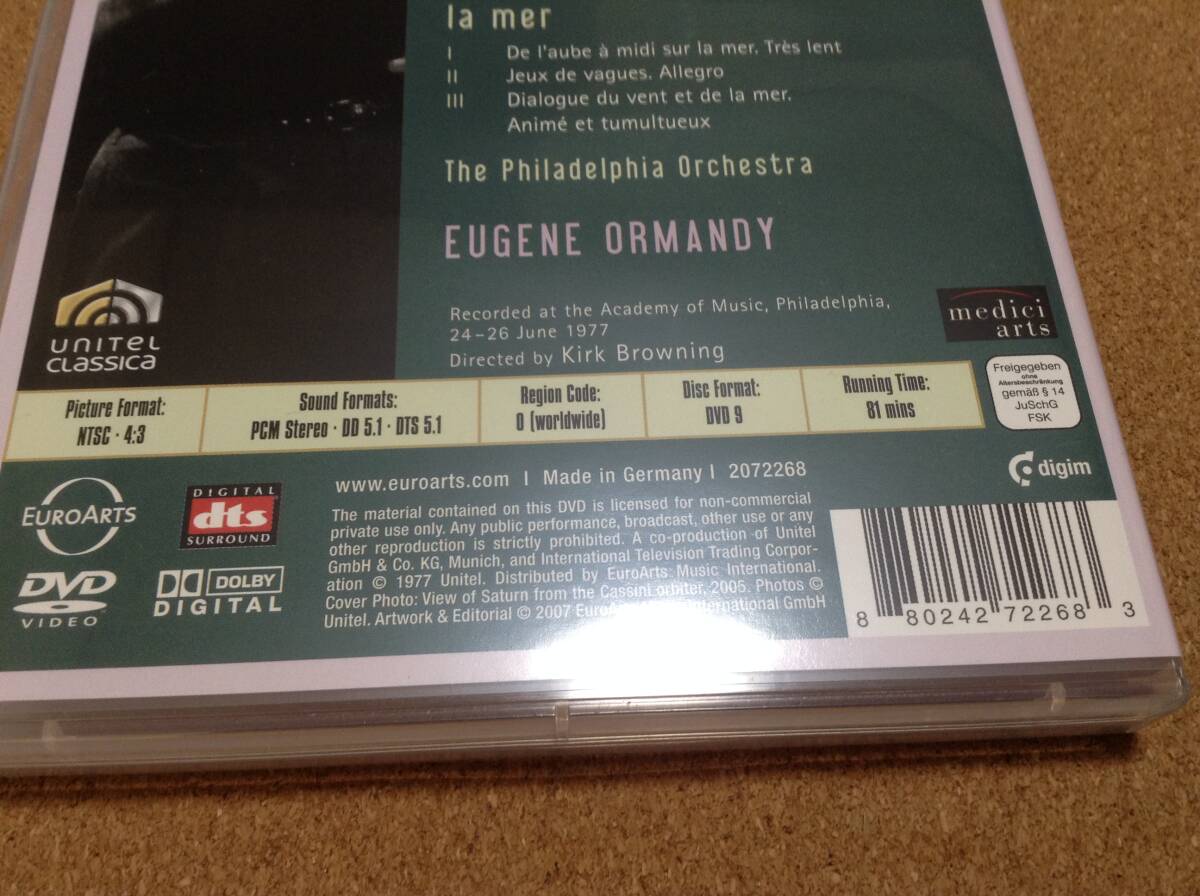 la mer
I De l'aube à midi sur la mer. Très lent
II Jeux de vagues. Allegro
III Dialogue du vent et de la mer.
Animé et tumultueux
The Philadelphia Orchestra
EUGENE ORMANDY
Recorded at the Academy of Music, Philadelphia,
24–26 June 1977
Directed by Kirk Browning
UNITEL
CLASSICA
medici
arts
Freigegeben
ohne
Altersbeschränkung
gemäß § 14
JuSchG
FSK
Picture Format:
NTSC · 4:3
Sound Formats:
PCM Stereo · DD 5.1 · DTS 5.1
Region Code:
0 (worldwide)
Disc Format:
DVD 9
Running Time:
81 mins
digim
EUROARTS
DIGITAL
dts
SURROUND
DVD
VIDEO
DOLBY
DIGITAL
www.euroarts.com I Made in Germany I 2072268
The material contained on this DVD is licensed for non-commercial
private use only. Any public performance, broadcast, other use or any
other reproduction is strictly prohibited. A co-production of Unitel
GmbH & Co. KG, Munich, and International Television Trading Corpor-
ation © 1977 Unitel. Distributed by EuroArts Music International.
Cover Photo: View of Saturn from the Cassini orbiter, 2005. Photos ©
Unitel. Artwork & Editorial © 2007 EuroArts International GmbH
8 80242 72268 3